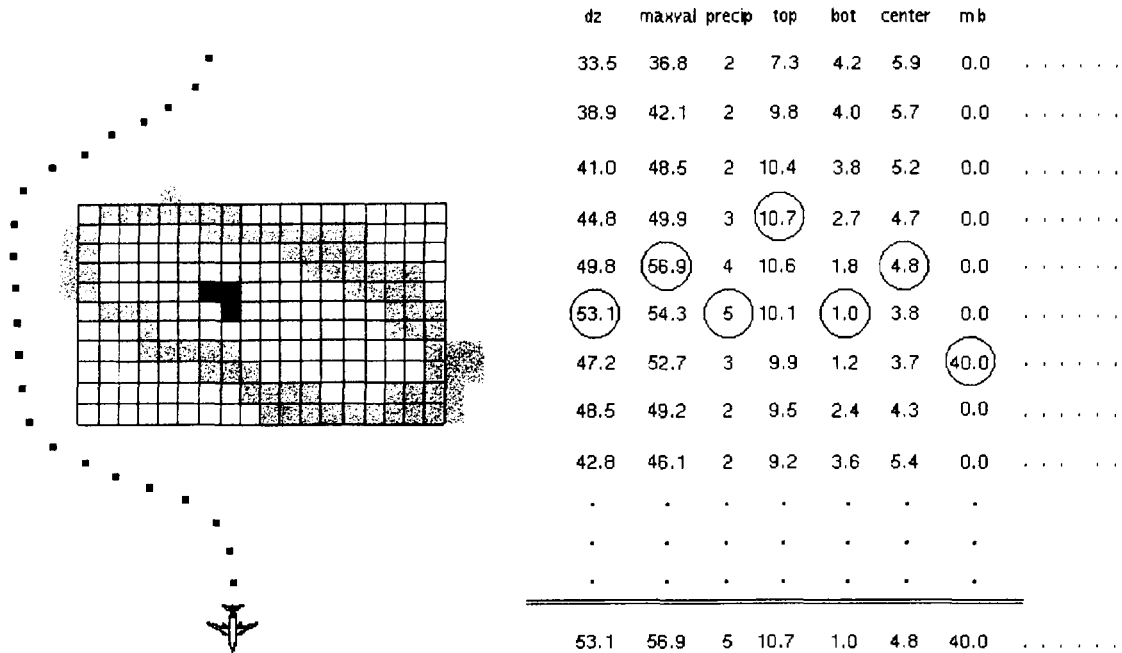 dz maxval precip top bot center mb
33.5 36.8 2 7.3 4.2 5.9 0.0 . . . . . .
38.9 42.1 2 9.8 4.0 5.7 0.0 . . . . . .
41.0 48.5 2 10.4 3.8 5.2 0.0 . . . . . .
44.8 49.9 3 10.7 2.7 4.7 0.0 . . . . . .
49.8 56.9 4 10.6 1.8 4.8 0.0 . . . . . .
53.1 54.3 5 10.1 1.0 3.8 0.0 . . . . . .
47.2 52.7 3 9.9 1.2 3.7 40.0 . . . . . .
48.5 49.2 2 9.5 2.4 4.3 0.0 . . . . . .
42.8 46.1 2 9.2 3.6 5.4 0.0 . . . . .
. . . . . . .
. . . . . . .
. . . . . . .
53.1 56.9 5 10.7 1.0 4.8 40.0 . . . . . .